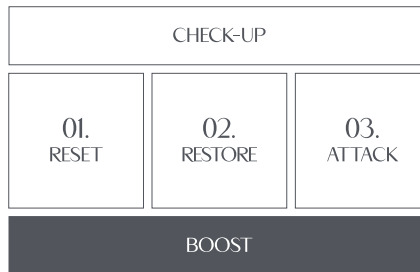 CHECK-UP
01.
RESET
02.
RESTORE
03.
ATTACK
BOOST